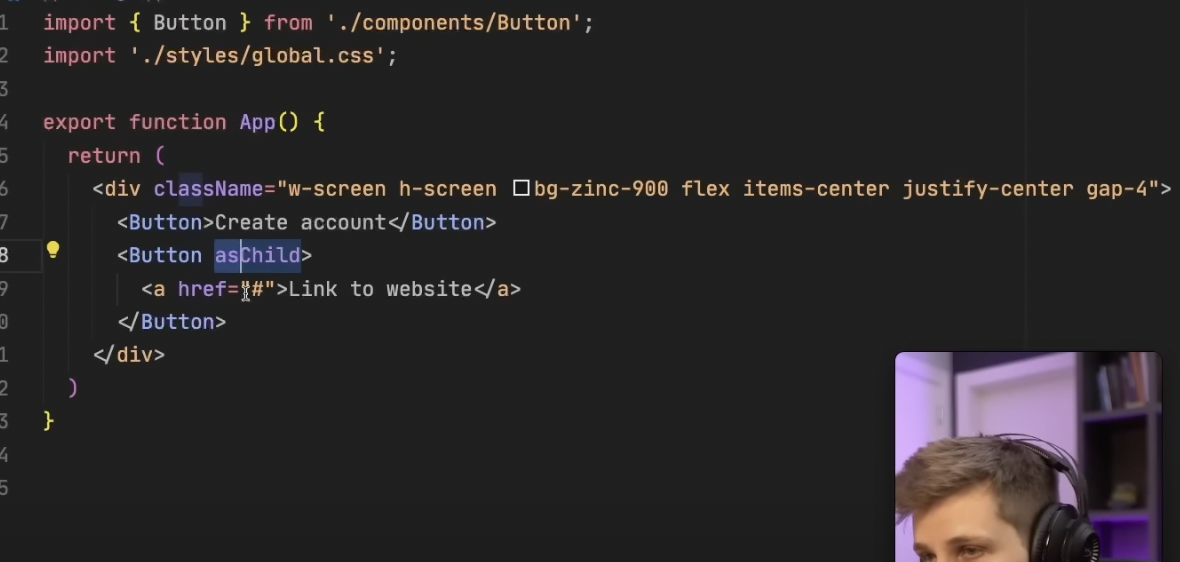 1 import { Button } from './components/Button';
2 import './styles/global.css';
3
4 export function App() {
5 return (
6 <div className="w-screen h-screen bg-zinc-900 flex items-center justify-center gap-4">
7 <Button>Create account</Button>
8 <Button asChild>
9 <a href="#">Link to website</a>
0 </Button>
1 </div>
2 )
3 }
4
5